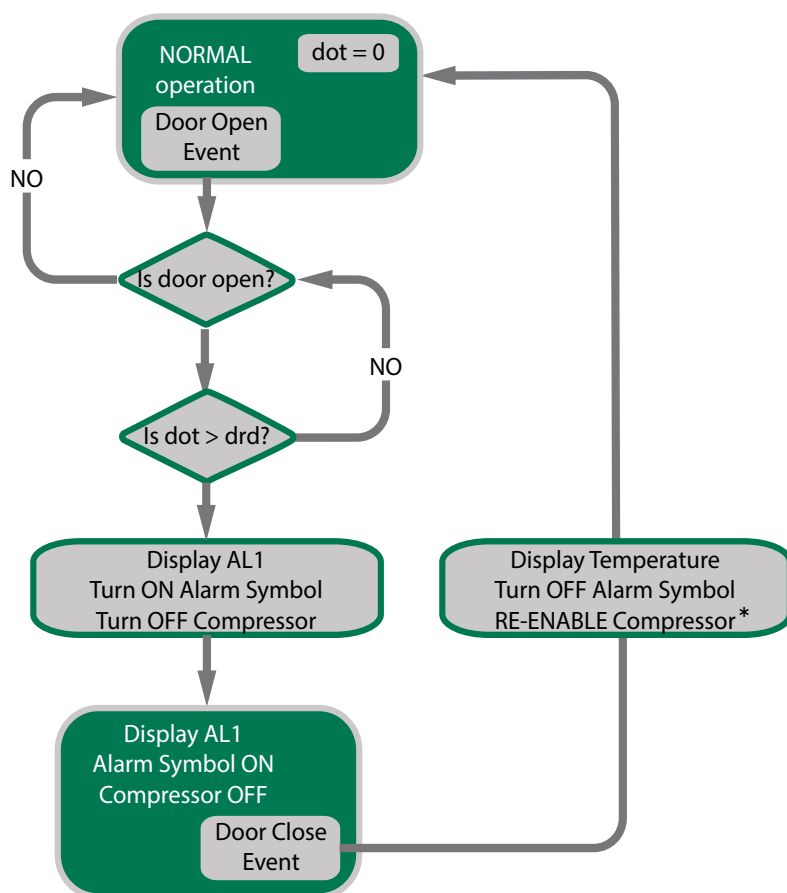 NORMAL
operation
dot = 0
Door Open
Event
NO
Is door open?
NO
Is dot > drd?
Display AL1
Turn ON Alarm Symbol
Turn OFF Compressor
Display Temperature
Turn OFF Alarm Symbol
RE-ENABLE Compressor*
Display AL1
Alarm Symbol ON
Compressor OFF
Door Close
Event